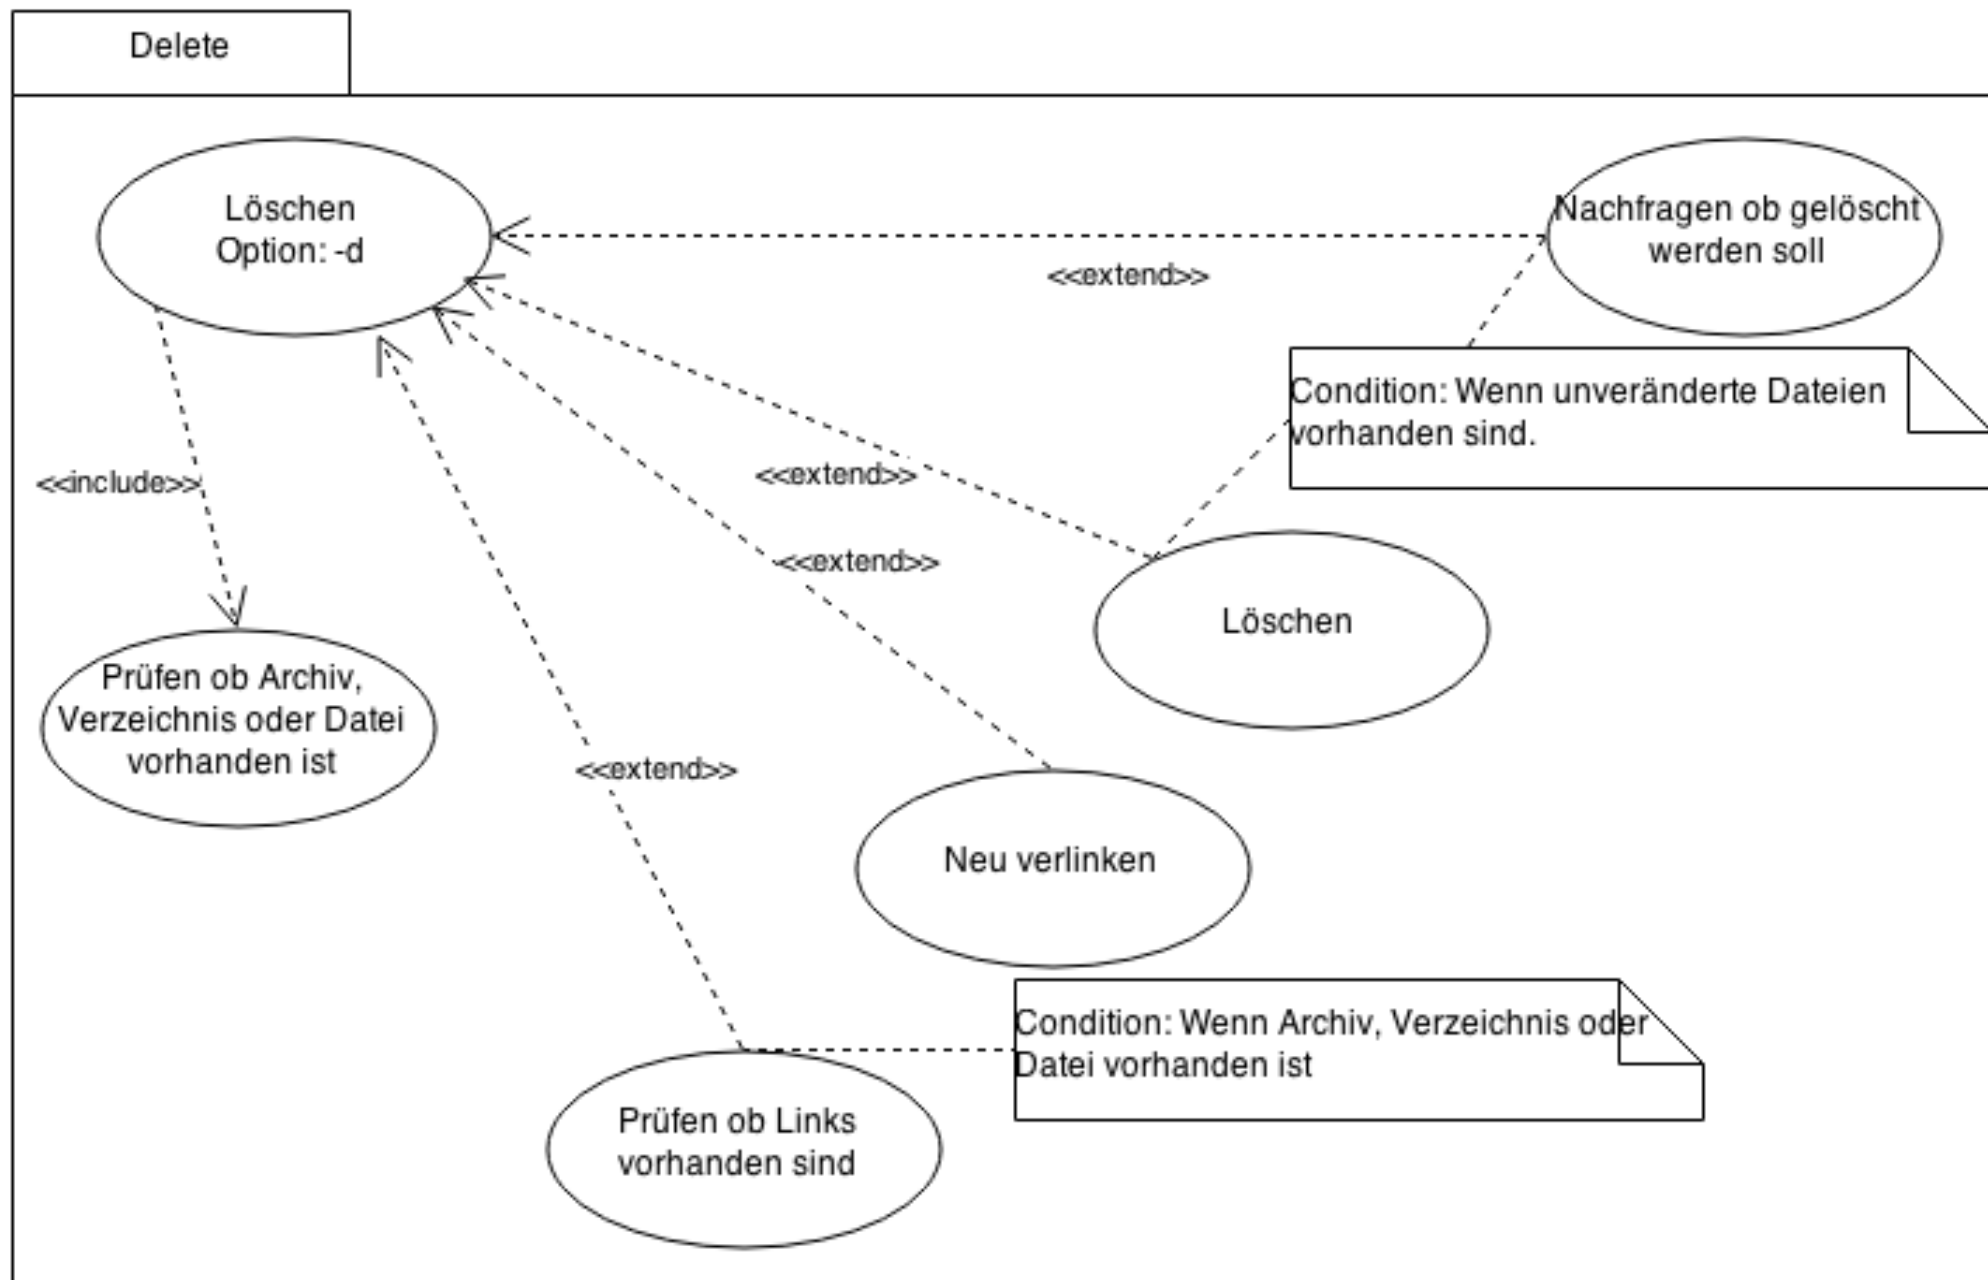 Delete
Löschen
Option: -d
Nachfragen ob gelöscht
werden soll
<<extend>>
Condition: Wenn unveränderte Dateien
vorhanden sind.
<<extend>>
<<include>>
<<extend>>
Löschen
Prüfen ob Archiv,
Verzeichnis oder Datei
vorhanden ist
<<extend>>
Neu verlinken
Condition: Wenn Archiv, Verzeichnis oder
Datei vorhanden ist
Prüfen ob Links
vorhanden sind